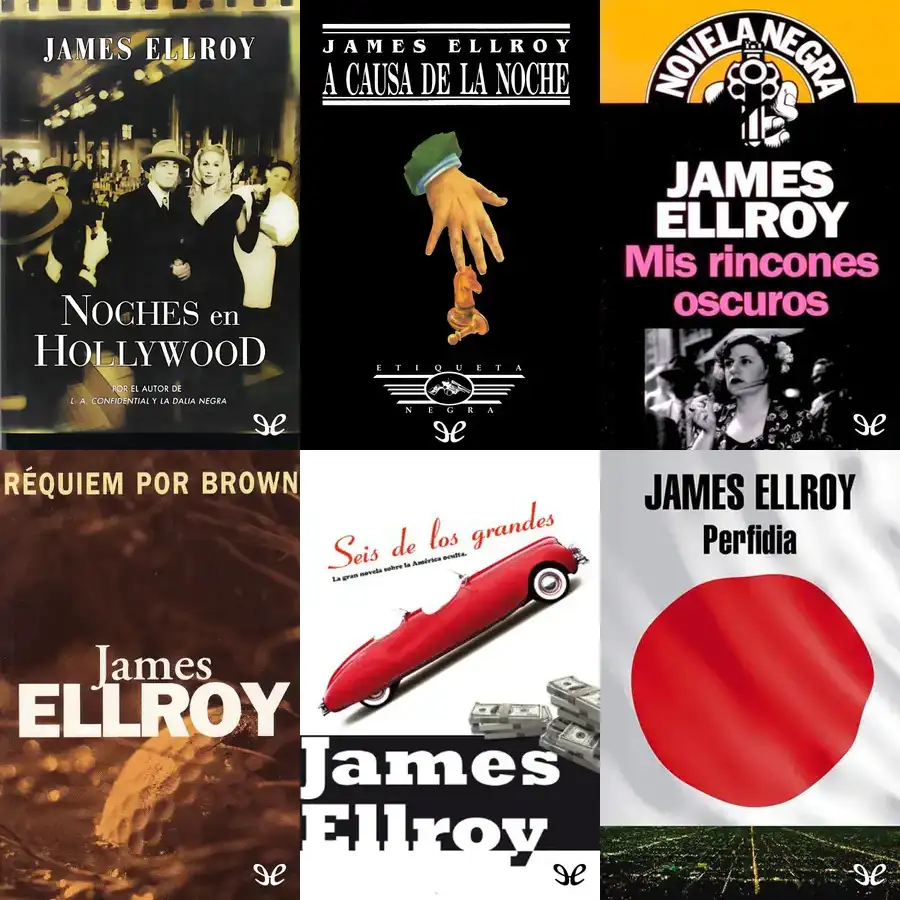 JAMES ELLROY
NOCHES en
HOLLYWOOD
POR EL AUTOR DE
L. A. CONFIDENTIAL Y LA DALIA NEGRA
JAMES ELLROY
A CAUSA DE LA NOCHE
ETIQUETA
NEGRA
NOVELA NEGRA
JAMES
ELLROY
Mis rincones
oscuros
RÉQUIEM POR BROWN
James
ELLROY
Seis de los grandes
La gran novela sobre la América oculta.
James
Ellroy
JAMES ELLROY
Perfidia